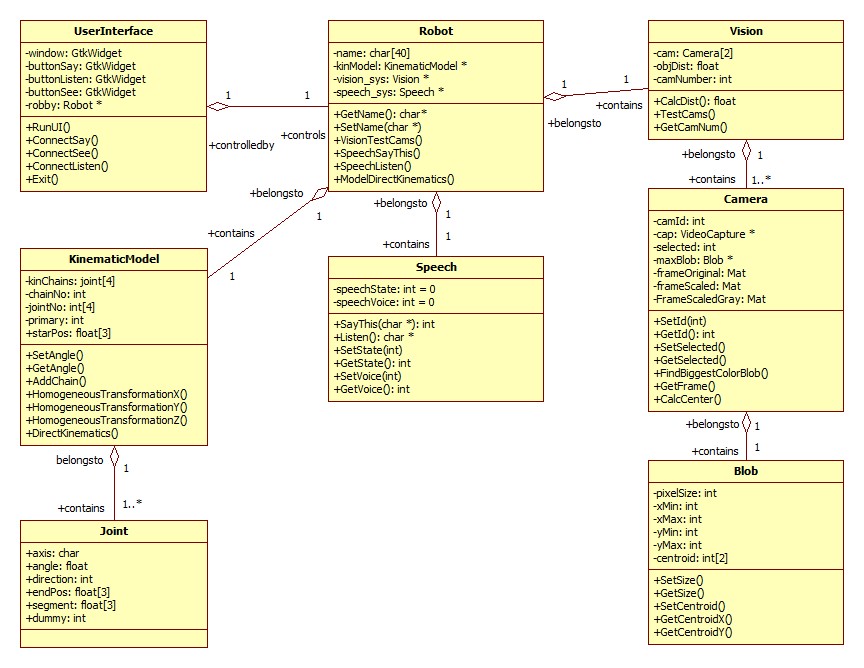 UserInterface
-window: GtkWidget
-buttonSay: GtkWidget
-buttonListen: GtkWidget
-buttonSee: GtkWidget
-robby: Robot *
+RunUI()
+ConnectSay()
+ConnectSee()
+ConnectListen()
+Exit()
1
1
+controlledby
+controls
Robot
-name: char[40]
-kinModel: KinematicModel *
-vision_sys: Vision *
-speech_sys: Speech *
+GetName(): char*
+SetName(char *)
+VisionTestCams()
+SpeechSayThis()
+SpeechListen()
+ModelDirectKinematics()
1
1
+contains
+belongsto
Vision
-cam: Camera[2]
-objDist: float
-camNumber: int
+CalcDist(): float
+TestCams()
+GetCamNum()
+belongsto
1
+contains
1..*
Camera
-camId: int
-cap: VideoCapture *
-selected: int
-maxBlob: Blob *
-frameOriginal: Mat
-frameScaled: Mat
-FrameScaledGray: Mat
+SetId(int)
+GetId(): int
+SetSelected()
+GetSelected()
+FindBiggestColorBlob()
+GetFrame()
+CalcCenter()
+belongsto
1
+contains
1
Blob
-pixelSize: int
-xMin: int
-xMax: int
-yMin: int
-yMax: int
-centroid: int[2]
+SetSize()
+GetSize()
+SetCentroid()
+GetCentroidX()
+GetCentroidY()
+belongsto
1
+contains
1
+belongsto
1
1
+contains
Speech
-speechState: int = 0
-speechVoice: int = 0
+SayThis(char *): int
+Listen(): char *
+SetState(int)
+GetState(): int
+SetVoice(int)
+GetVoice(): int
KinematicModel
-kinChains: joint[4]
-chainNo: int
-jointNo: int[4]
-primary: int
+starPos: float[3]
+SetAngle()
+GetAngle()
+AddChain()
+HomogeneousTransformationX()
+HomogeneousTransformationY()
+HomogeneousTransformationZ()
+DirectKinematics()
belongsto
1
+contains
1..*
Joint
+axis: char
+angle: float
+direction: int
+endPos: float[3]
+segment: float[3]
+dummy: int